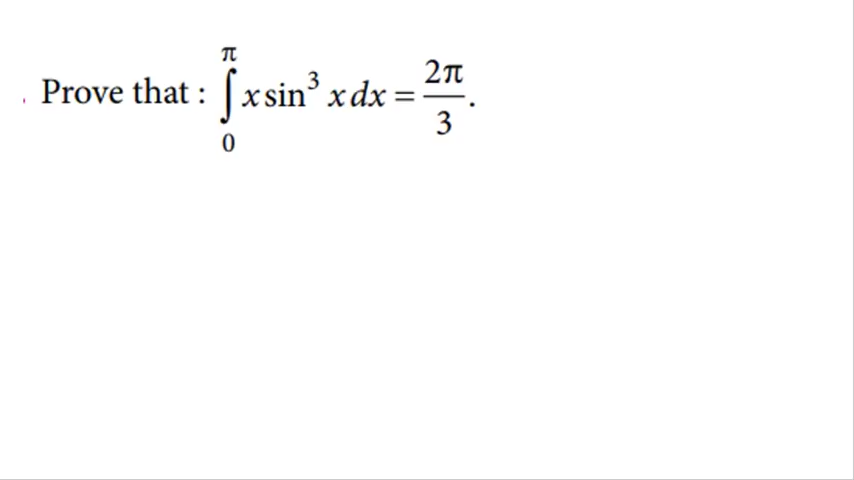 Prove that : ∫₀^π x sin³ x dx = 2π/3.